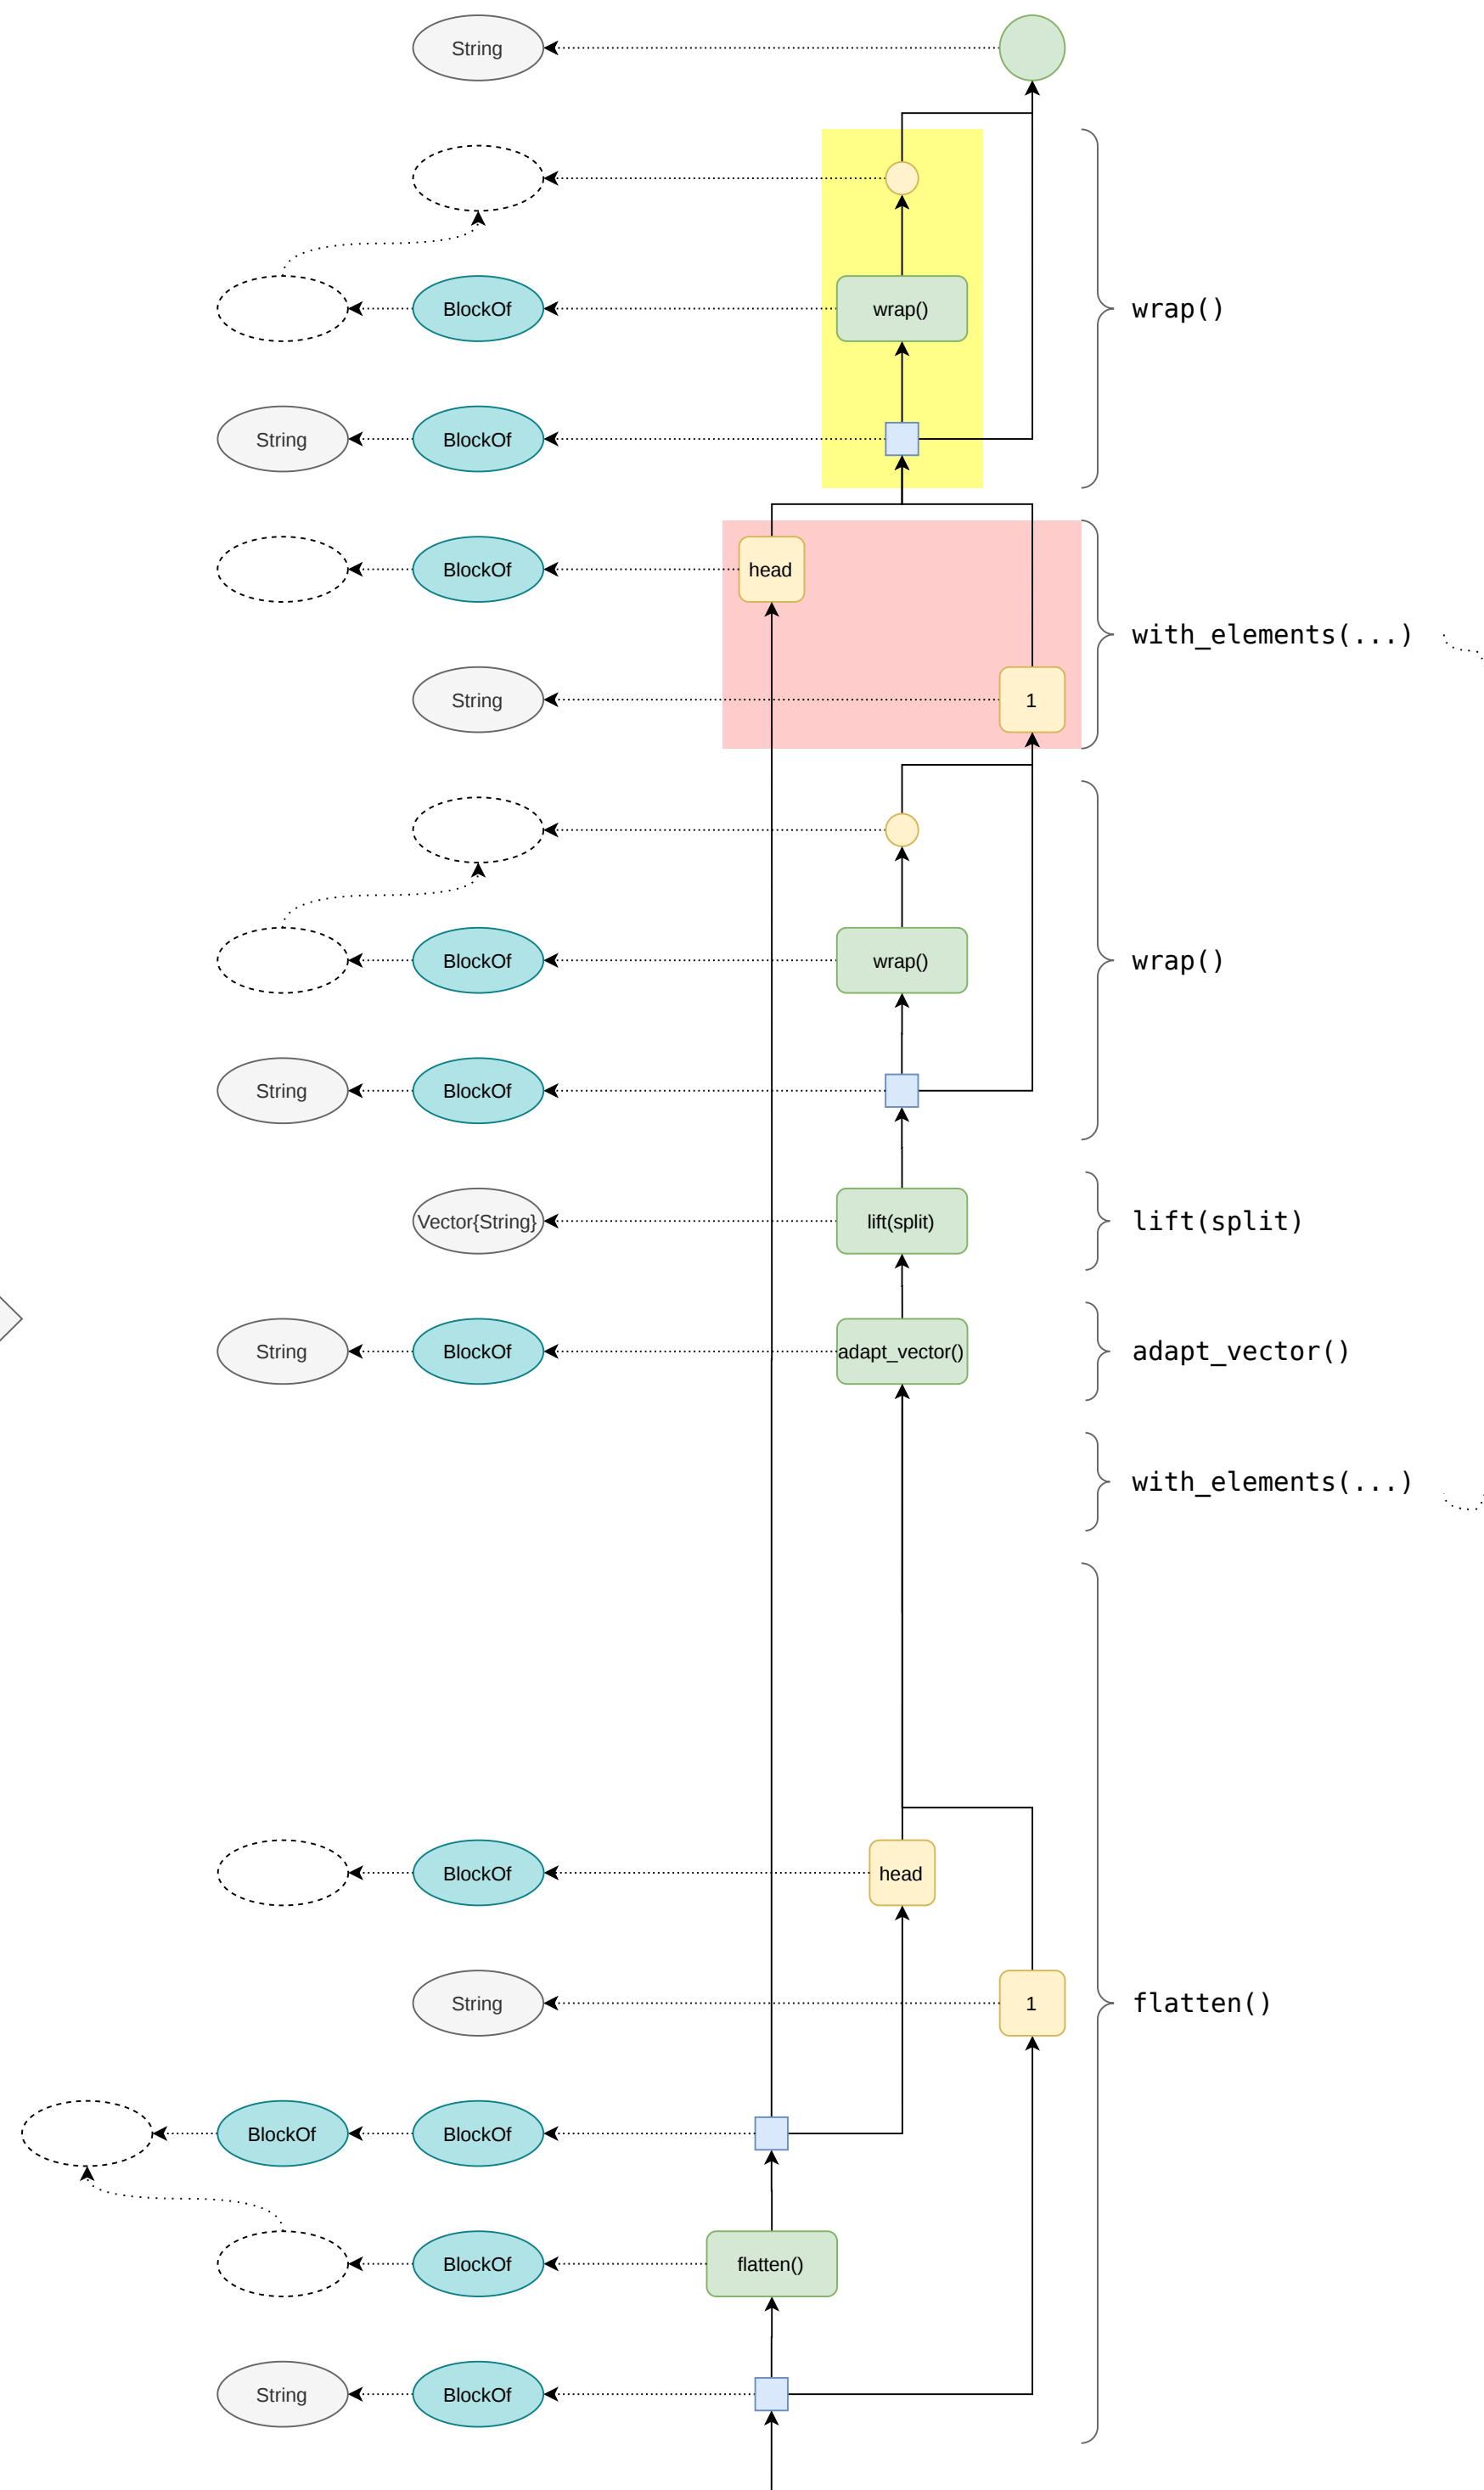 String
BlockOf
wrap()
wrap()
String
BlockOf
BlockOf
head
with_elements(...)
String
1
BlockOf
wrap()
wrap()
String
BlockOf
Vector{String}
lift(split)
lift(split)
String
BlockOf
adapt_vector()
adapt_vector()
with_elements(...)
BlockOf
head
String
1
flatten()
BlockOf
BlockOf
BlockOf
flatten()
String
BlockOf